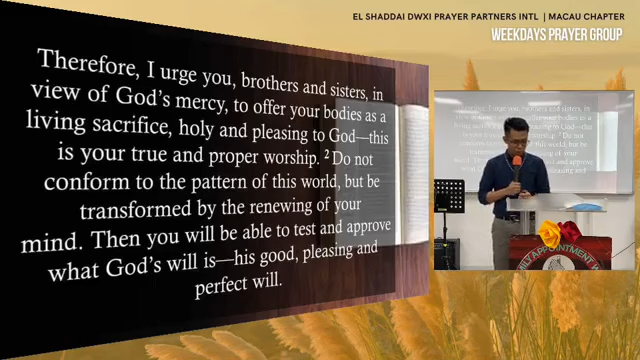 EL SHADDAI DWXI PRAYER PARTNERS INTL | MACAU CHAPTER
WEEKDAYS PRAYER GROUP
Therefore, I urge you, brothers and sisters, in
view of God's mercy, to offer your bodies as a
living sacrifice, holy and pleasing to God—this
is your true and proper worship. ² Do not
conform to the pattern of this world, but be
transformed by the renewing of your
mind. Then you will be able to test and approve
what God's will is—his good, pleasing and
perfect will.